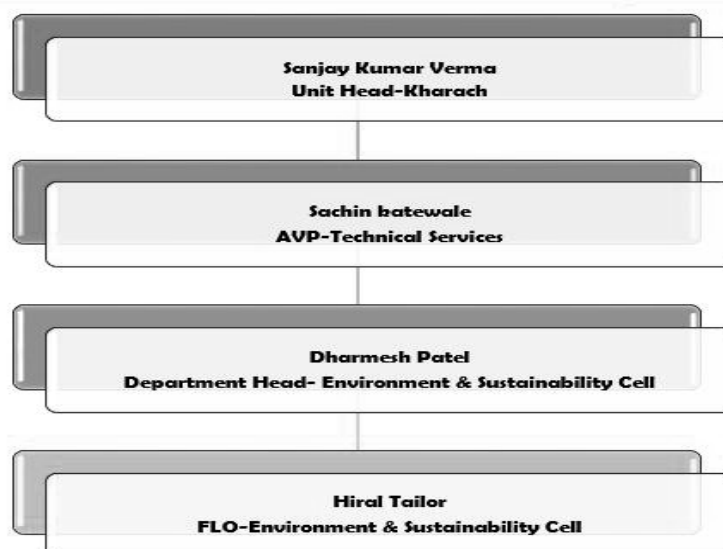 Sanjay Kumar Verma
Unit Head-Kharach
Sachin katewale
AVP-Technical Services
Dharmesh Patel
Department Head- Environment & Sustainability Cell
Hiral Tailor
FLO-Environment & Sustainability Cell